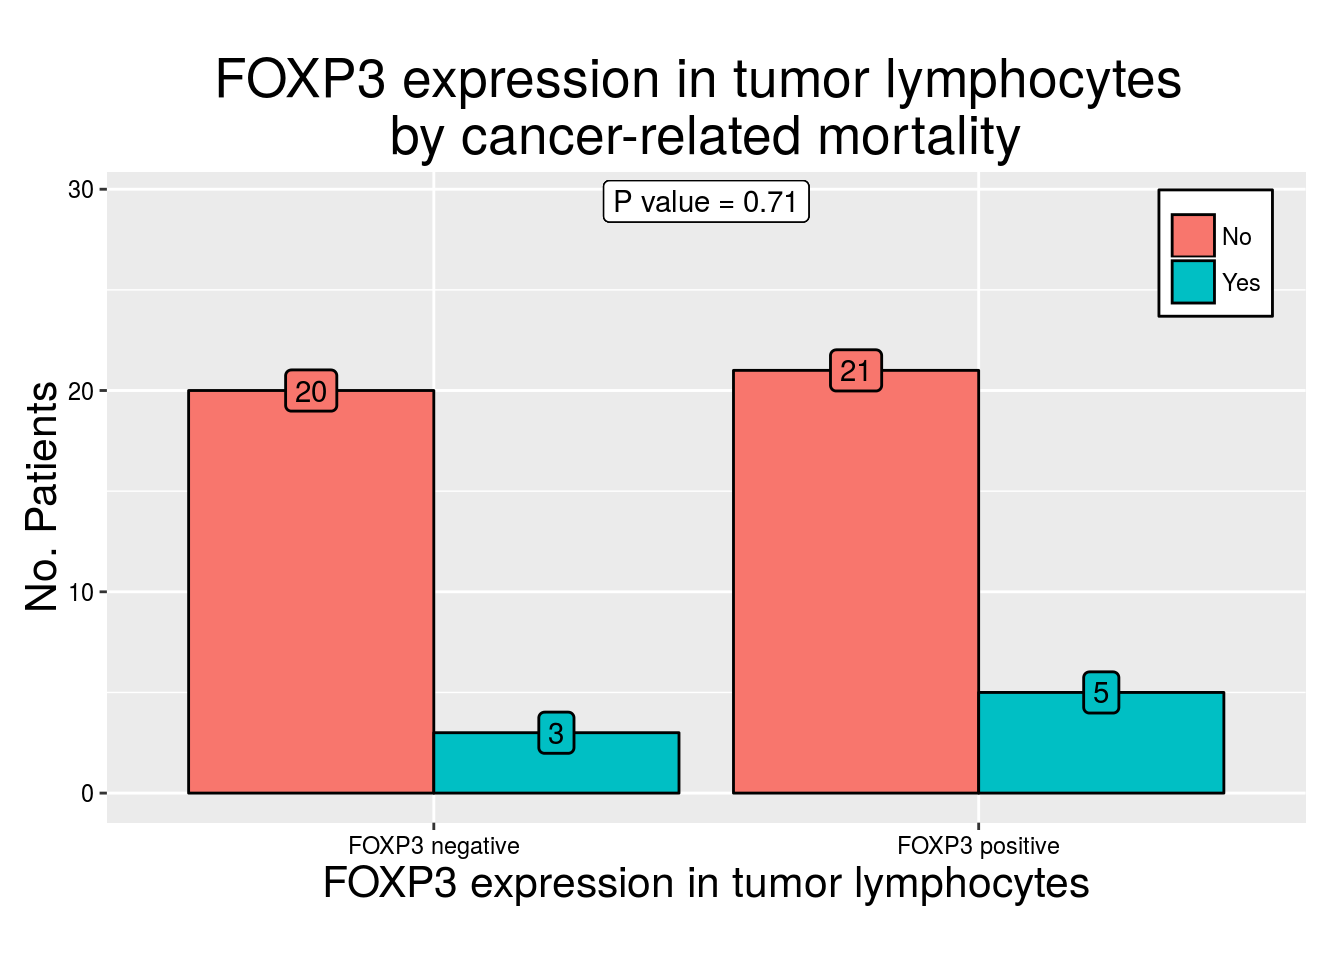 FOXP3 expression in tumor lymphocytes
by cancer-related mortality
P value = 0.71
No
Yes
No. Patients
30
20
10
0
20
3
21
5
FOXP3 negative
FOXP3 positive
FOXP3 expression in tumor lymphocytes